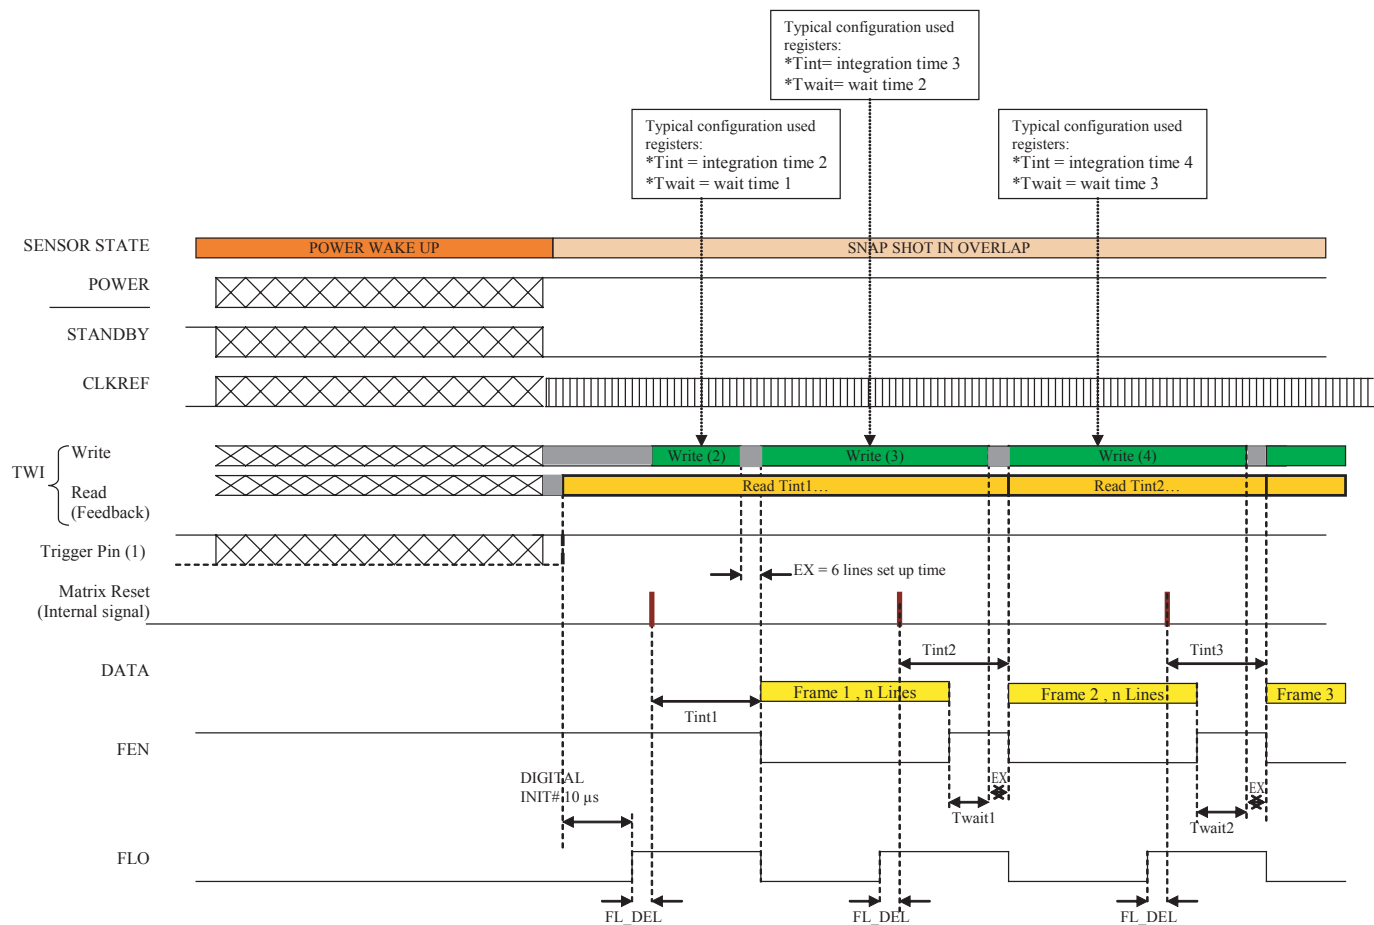 Typical configuration used
registers:
*Tint= integration time 3
*Twait= wait time 2
Typical configuration used
registers:
*Tint = integration time 2
*Twait = wait time 1
Typical configuration used
registers:
*Tint = integration time 4
*Twait = wait time 3
SENSOR STATE
POWER WAKE UP
SNAP SHOT IN OVERLAP
POWER
STANDBY
CLKREF
TWI
Write
Write (2)
Write (3)
Write (4)
Read
(Feedback)
Read Tint1…
Read Tint2…
Trigger Pin (1)
EX = 6 lines set up time
Matrix Reset
(Internal signal)
Tint2
Tint3
DATA
Frame 1 , n Lines
Frame 2 , n Lines
Frame 3
Tint1
FEN
DIGITAL
INIT# 10 µs
EX
EX
Twait1
Twait2
FLO
FL_DEL
FL_DEL
FL_DEL